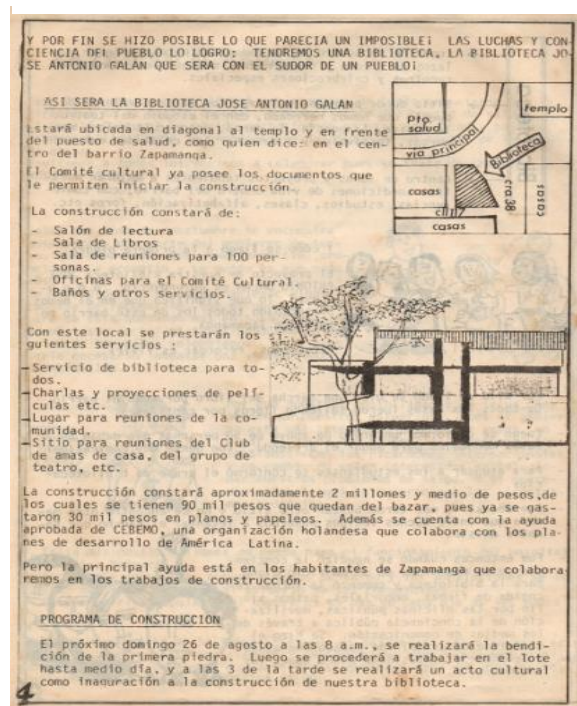 Y POR FIN SE HIZO POSIBLE LO QUE PARECIA UN IMPOSIBLE¡ LAS LUCHAS Y CON-
CIENCIA DEL PUEBLO LO LOGRO: TENDREMOS UNA BIBLIOTECA. LA BIBLIOTECA JO-
SE ANTONIO GALAN QUE SERA CON EL SUDOR DE UN PUEBLO¡
ASI SERA LA BIBLIOTECA JOSE ANTONIO GALAN
Estará ubicada en diagonal al templo y en frente
del puesto de salud, como quien dice: en el cen-
tro del barrio Zapamanga.
El Comité cultural ya posee los documentos que
le permiten iniciar la construcción.
La construcción constará de:
- Salón de lectura
- Sala de Libros
- Sala de reuniones para 100 per-
sonas.
- Oficinas para el Comité Cultural.
- Baños y otros servicios.
pto.
salud
templo
via principal
Biblioteca
casas
cra 38
casas
cll 117
casas
Con este local se prestarán los
guientes servicios :
- Servicio de biblioteca para to-
dos.
- Charlas y proyecciones de pelí-
culas etc.
- Lugar para reuniones de la co-
munidad.
- Sitio para reuniones del Club
de amas de casa, del grupo de
teatro, etc.
La construcción constará aproximadamente 2 millones y medio de pesos,de
los cuales se tienen 90 mil pesos que quedan del bazar, pues ya se gas-
taron 30 mil pesos en planos y papeleos. Además se cuenta con la ayuda
aprobada de CEBEMO, una organización holandesa que colabora con los pla-
nes de desarrollo de América Latina.
Pero la principal ayuda está en los habitantes de Zapamanga que colabora
remos en los trabajos de construcción.
PROGRAMA DE CONSTRUCCION
El próximo domingo 26 de agosto a las 8 a.m., se realizará la bendi-
ción de la primera piedra. Luego se procederá a trabajar en el lote
hasta medio día, y a las 3 de la tarde se realizará un acto cultural
como inaguración a la construcción de nuestra biblioteca.
4